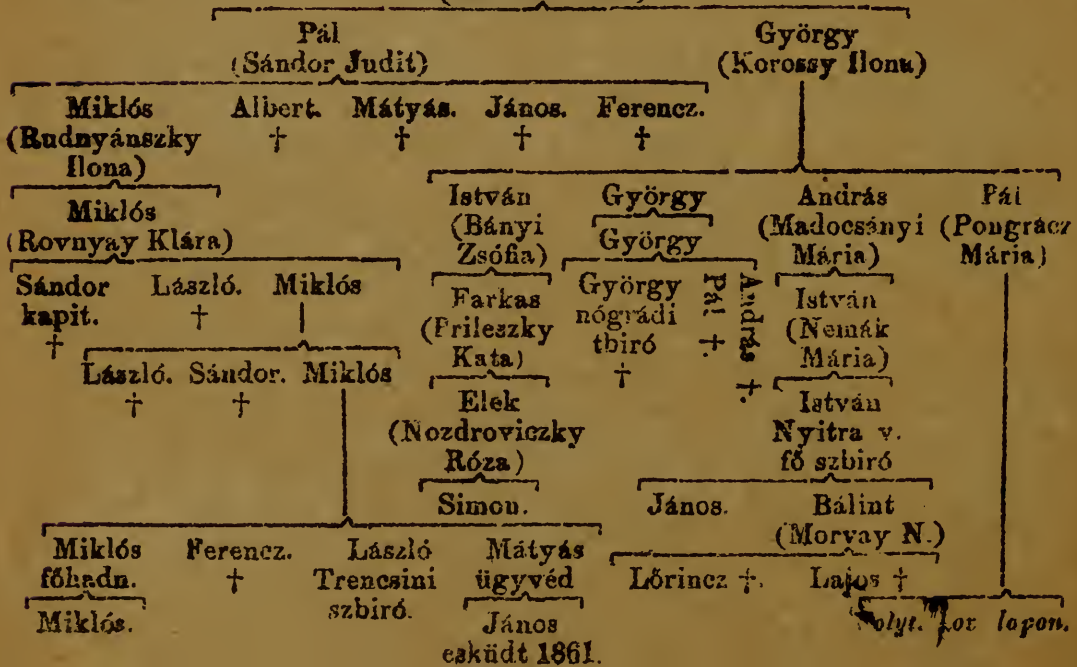 Pál György
(Sándor Judit) (Korossy Ilona)
Miklós Albert. Mátyás. János. Ferencz.
(Rudnyánszky † † † †
Ilona)
István György András Pál
Miklós (Bányi György (Madocsányi (Pongrácz
(Rovnyay Klára) Zsófia) Mária) Mária)
Sándor László. Miklós Farkas György Pál †. András †. István
kapit. † (Prileszky nógrádi (Nemák
† Kata) tbiró Mária)
László. Sándor. Miklós †
† † Elek István
(Nozdroviczky Nyitra v.
Róza) fő szbiró
Simon. János. Bálint
(Morvay N.)
Miklós Ferencz. László Mátyás Lőrincz †. Lajos †
főhadn. † Trencsini ügyvéd
szbiró.
Miklós. János lapon.
esküdt 1861.